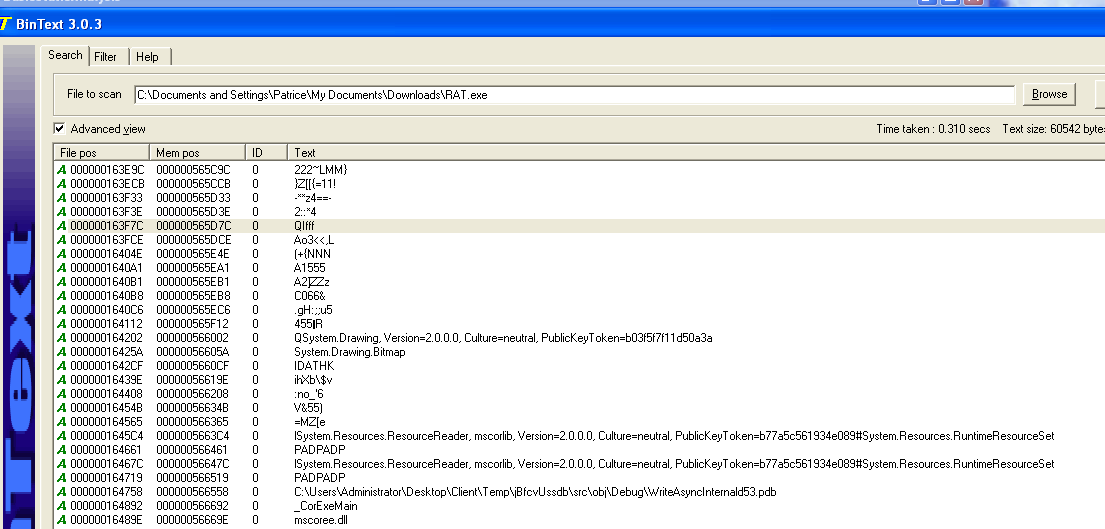 BinText 3.0.3
Search Filter Help
File to scan C:\Documents and Settings\Patrice\My Documents\Downloads\RAT.exe Browse
Advanced view Time taken : 0.310 secs Text size: 60542 bytes
File pos Mem pos ID Text
A 000000163E9C 000000565C9C 0 222~LMM}
A 000000163ECB 000000565CCB 0 }Z[[{=11!
A 000000163F33 000000565D33 0 -**z4==-
A 000000163F3E 000000565D3E 0 2::*4
A 000000163F7C 000000565D7C 0 QIfff
A 000000163FCE 000000565DCE 0 Ao3<<,L
A 00000016404E 000000565E4E 0 {+{NNN
A 0000001640A1 000000565EA1 0 A1555
A 0000001640B1 000000565EB1 0
A 0000001640B8 000000565EB8 0 C066&
A 0000001640C6 000000565EC6 0 .gH:;;u5
A 000000164112 000000565F12 0
A 000000164202 000000566002 0 QSystem.Drawing, Version=2.0.0.0, Culture=neutral, PublicKeyToken=b03f5f7f11d50a3a
A 00000016425A 00000056605A 0 System.Drawing.Bitmap
A 0000001642CF 0000005660CF 0 IDATHK
A 00000016439E 00000056619E 0 ihXb\$v
A 000000164408 000000566208 0 :no_'6
A 00000016454B 00000056634B 0 V&55)
A 000000164565 000000566365 0 =MZ[e
A 0000001645C4 0000005663C4 0 lSystem.Resources.ResourceReader, mscorlib, Version=2.0.0.0, Culture=neutral, PublicKeyToken=b77a5c561934e089#System.Resources.RuntimeResourceSet
A 000000164661 000000566461 0 PADPADP
A 00000016467C 00000056647C 0 lSystem.Resources.ResourceReader, mscorlib, Version=2.0.0.0, Culture=neutral, PublicKeyToken=b77a5c561934e089#System.Resources.RuntimeResourceSet
A 000000164719 000000566519 0 PADPADP
A 000000164758 000000566558 0 C:\Users\Administrator\Desktop\Client\Temp\jBfcvUssdb\src\obj\Debug\WriteAsyncInternald53.pdb
A 000000164892 000000566692 0 _CorExeMain
A 00000016489E 00000056669E 0 mscoree.dll